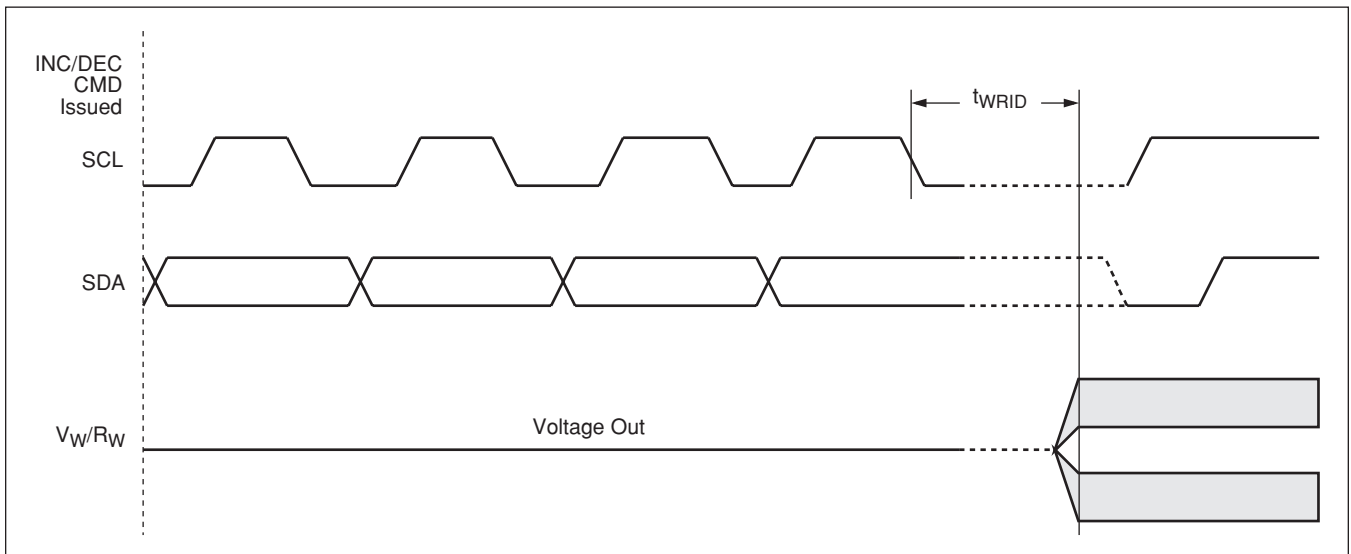 INC/DEC
CMD
Issued
tWRID
SCL
SDA
Voltage Out
VW/RW